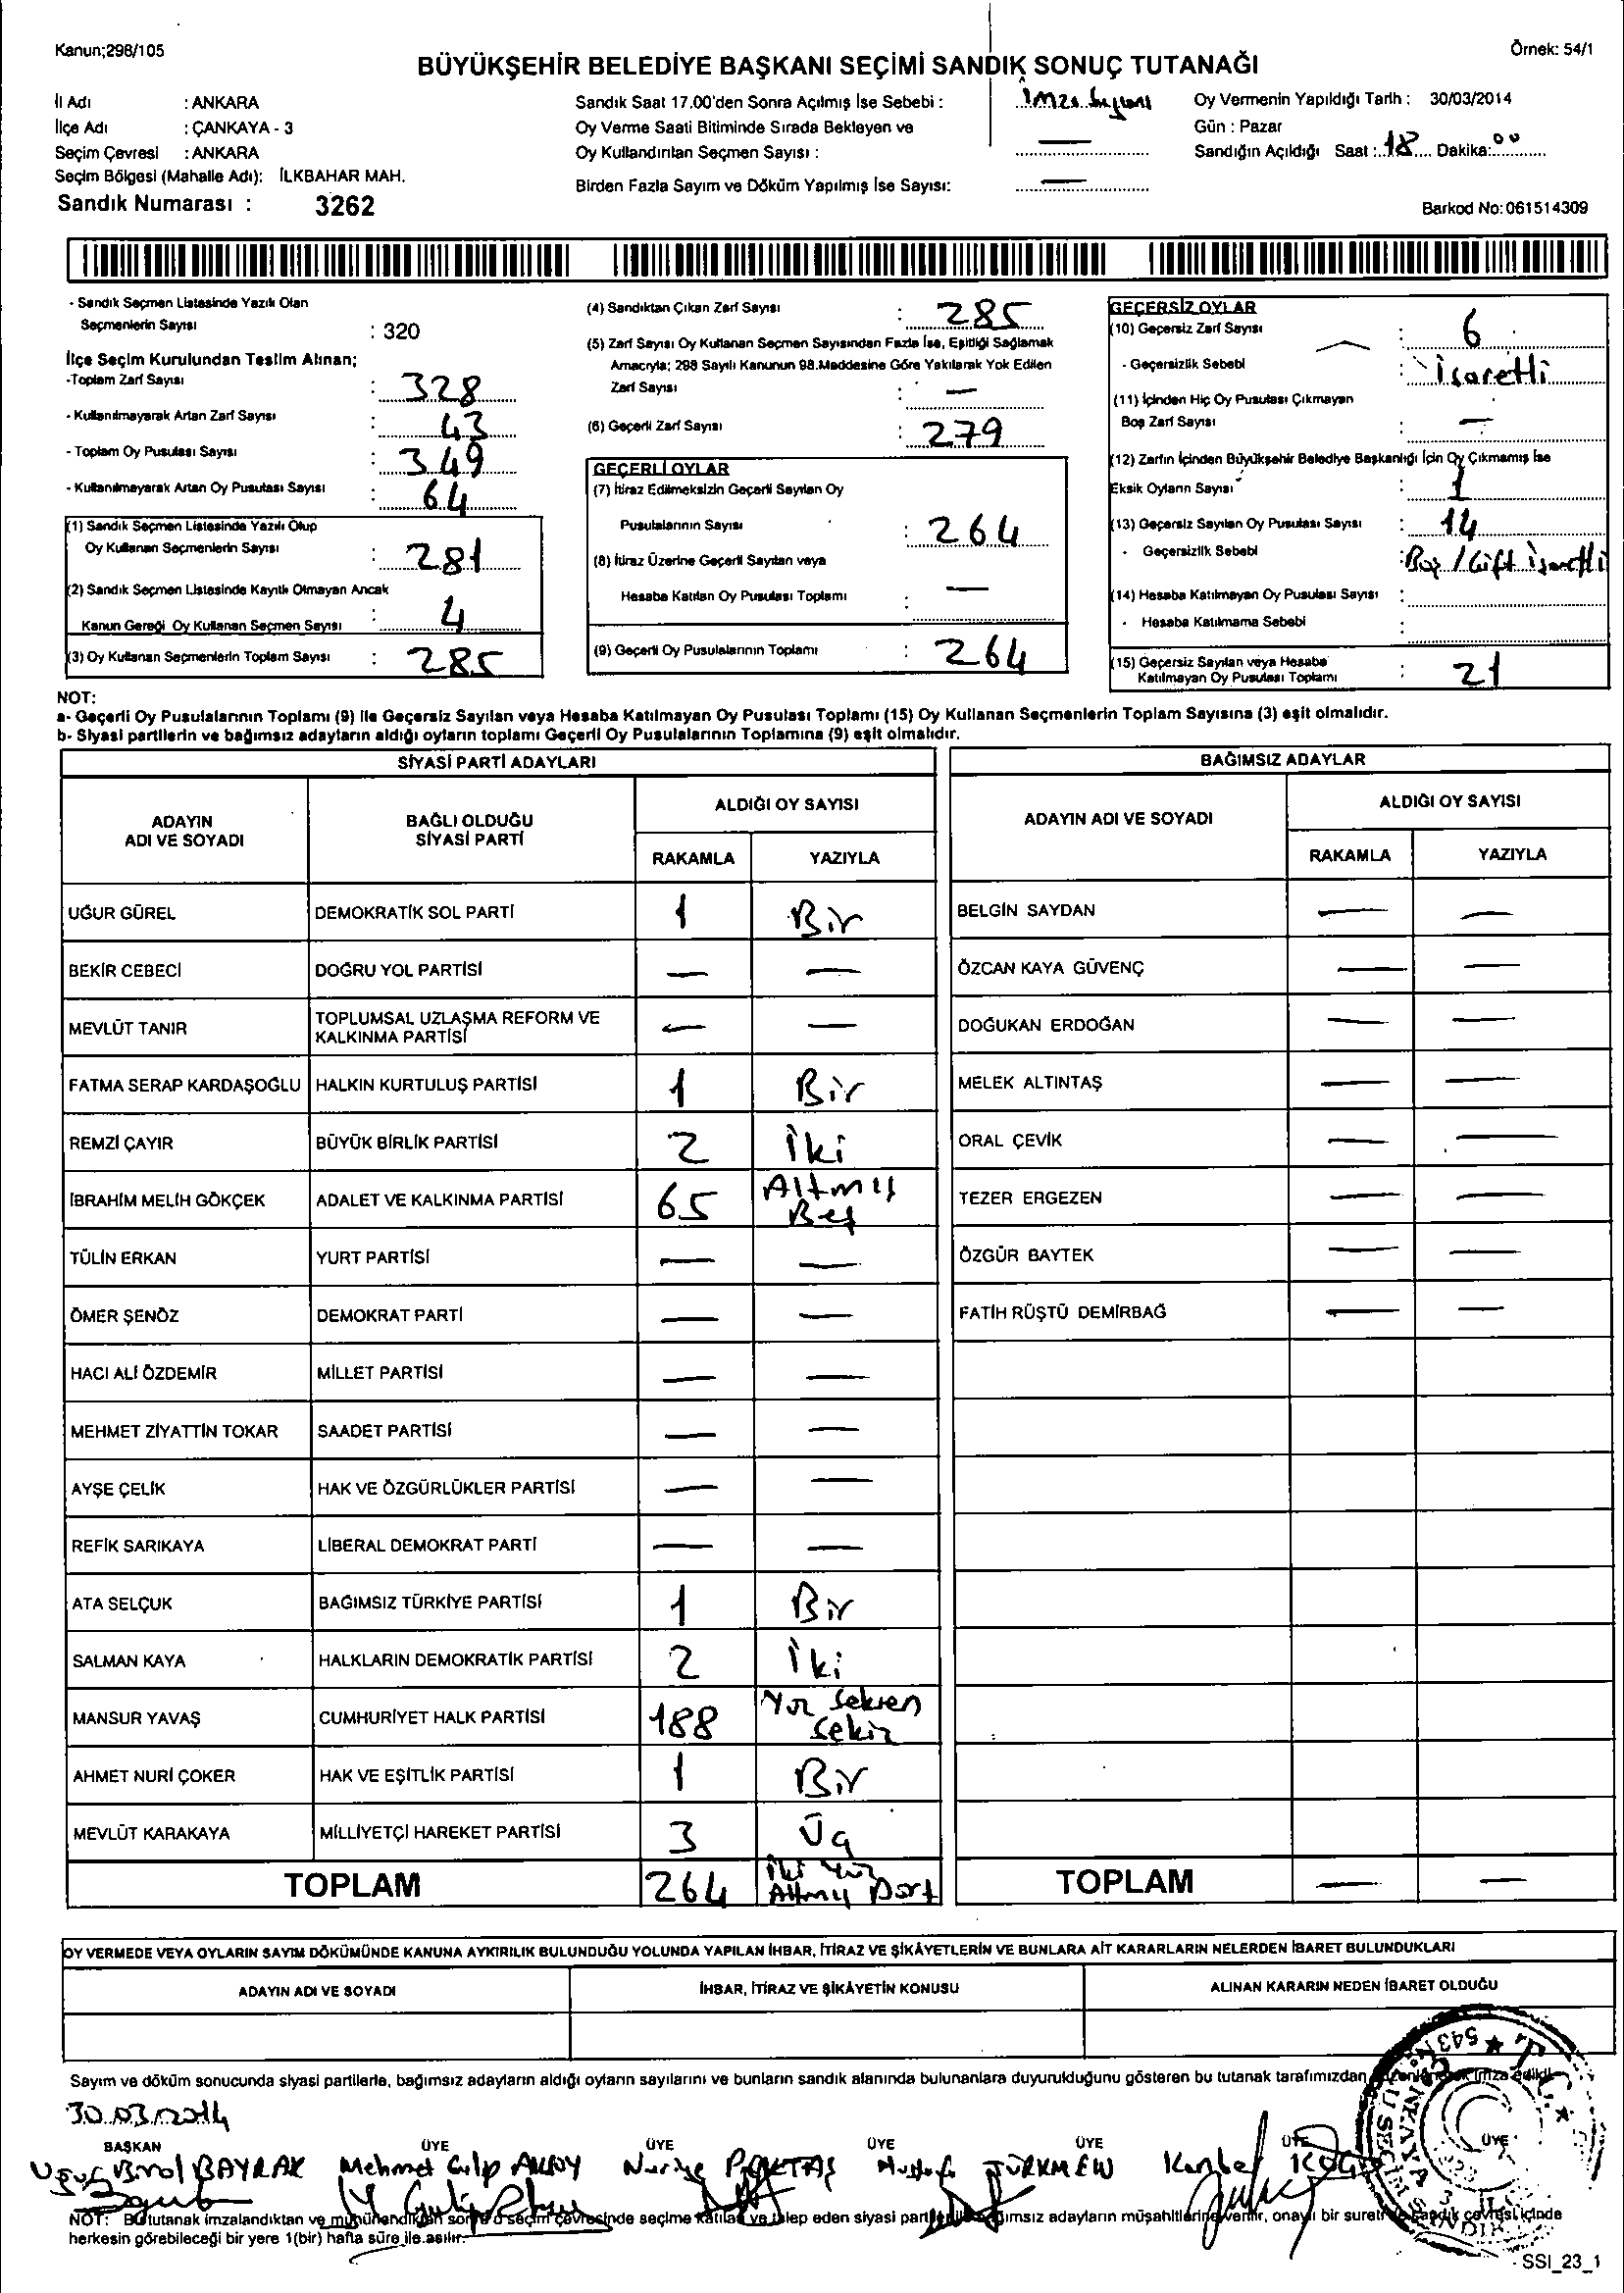 Kanun;298/105
Örnek: 54/1
BÜYÜKŞEHİR BELEDİYE BAŞKANI SEÇİMİ SANDIK SONUÇ TUTANAĞI
İl Adı : ANKARA
İlçe Adı : ÇANKAYA - 3
Seçim Çevresi : ANKARA
Seçim Bölgesi (Mahalle Adı): İLKBAHAR MAH.
Sandık Numarası : 3262
Sandık Saat 17.00'den Sonra Açılmış İse Sebebi : İmza
Oy Verme Saati Bitiminde Sırada Bekleyen ve
Oy Kullandırılan Seçmen Sayısı : —
Birden Fazla Sayım ve Döküm Yapılmış İse Sayısı: —
Oy Vermenin Yapıldığı Tarih : 30/03/2014
Gün : Pazar
Sandığın Açıldığı Saat : 18 Dakika: 00
Barkod No: 061514309
- Sandık Seçmen Listesinde Yazılı Olan
Seçmenlerin Sayısı : 320
İlçe Seçim Kurulundan Teslim Alınan;
-Toplam Zarf Sayısı : 328
- Kullanılmayarak Artan Zarf Sayısı : 43
- Toplam Oy Pusulası Sayısı : 349
- Kullanılmayarak Artan Oy Pusulası Sayısı : 64
(1) Sandık Seçmen Listesinde Yazılı Olup
Oy Kullanan Seçmenlerin Sayısı : 281
(2) Sandık Seçmen Listesinde Kayıtlı Olmayan Ancak
Kanun Gereği Oy Kullanan Seçmen Sayısı : 4
(3) Oy Kullanan Seçmenlerin Toplam Sayısı : 285
(4) Sandıktan Çıkan Zarf Sayısı : 285
(5) Zarf Sayısı Oy Kullanan Seçmen Sayısından Fazla İse, Eşitliği Sağlamak
Amacıyla; 298 Sayılı Kanunun 98.Maddesine Göre Yakılarak Yok Edilen
Zarf Sayısı : —
(6) Geçerli Zarf Sayısı : 279
GEÇERLİ OYLAR
(7) İtiraz Edilmeksizin Geçerli Sayılan Oy
Pusulalarının Sayısı : 264
(8) İtiraz Üzerine Geçerli Sayılan veya
Hesaba Katılan Oy Pusulası Toplamı : —
(9) Geçerli Oy Pusulalarının Toplamı : 264
GEÇERSİZ OYLAR
(10) Geçersiz Zarf Sayısı : 6
- Geçersizlik Sebebi : İşaretli
(11) İçinden Hiç Oy Pusulası Çıkmayan
Boş Zarf Sayısı : —
(12) Zarfın İçinden Büyükşehir Belediye Başkanlığı İçin Oy Çıkmamış İse
Eksik Oyların Sayısı : 1
(13) Geçersiz Sayılan Oy Pusulası Sayısı : 14
- Geçersizlik Sebebi : Boş / Çift işaretli
(14) Hesaba Katılmayan Oy Pusulası Sayısı :
- Hesaba Katılmama Sebebi :
(15) Geçersiz Sayılan veya Hesaba
Katılmayan Oy Pusulası Toplamı : 21
NOT:
a- Geçerli Oy Pusulalarının Toplamı (9) ile Geçersiz Sayılan veya Hesaba Katılmayan Oy Pusulası Toplamı (15) Oy Kullanan Seçmenlerin Toplam Sayısına (3) eşit olmalıdır.
b- Siyasi partilerin ve bağımsız adayların aldığı oyların toplamı Geçerli Oy Pusulalarının Toplamına (9) eşit olmalıdır.
SİYASİ PARTİ ADAYLARI
ADAYIN ADI VE SOYADI BAĞLI OLDUĞU SİYASİ PARTİ ALDIĞI OY SAYISI
RAKAMLA YAZIYLA
UĞUR GÜREL DEMOKRATİK SOL PARTİ 1 Bir
BEKİR CEBECİ DOĞRU YOL PARTİSİ — —
MEVLÜT TANIR TOPLUMSAL UZLAŞMA REFORM VE KALKINMA PARTİSİ — —
FATMA SERAP KARDAŞOĞLU HALKIN KURTULUŞ PARTİSİ 1 Bir
REMZİ ÇAYIR BÜYÜK BİRLİK PARTİSİ 2 İki
İBRAHİM MELİH GÖKÇEK ADALET VE KALKINMA PARTİSİ 65 Altmış Beş
TÜLİN ERKAN YURT PARTİSİ — —
ÖMER ŞENÖZ DEMOKRAT PARTİ — —
HACI ALİ ÖZDEMİR MİLLET PARTİSİ — —
MEHMET ZİYATTİN TOKAR SAADET PARTİSİ — —
AYŞE ÇELİK HAK VE ÖZGÜRLÜKLER PARTİSİ — —
REFİK SARIKAYA LİBERAL DEMOKRAT PARTİ — —
ATA SELÇUK BAĞIMSIZ TÜRKİYE PARTİSİ 1 Bir
SALMAN KAYA HALKLARIN DEMOKRATİK PARTİSİ 2 İki
MANSUR YAVAŞ CUMHURİYET HALK PARTİSİ 188 Yüz Seksen Sekiz
AHMET NURİ ÇOKER HAK VE EŞİTLİK PARTİSİ 1 Bir
MEVLÜT KARAKAYA MİLLİYETÇİ HAREKET PARTİSİ 3 Üç
TOPLAM 264 İki Yüz Altmış Dört
BAĞIMSIZ ADAYLAR
ADAYIN ADI VE SOYADI ALDIĞI OY SAYISI
RAKAMLA YAZIYLA
BELGİN SAYDAN — —
ÖZCAN KAYA GÜVENÇ — —
DOĞUKAN ERDOĞAN — —
MELEK ALTINTAŞ — —
ORAL ÇEVİK — —
TEZER ERGEZEN — —
ÖZGÜR BAYTEK — —
FATİH RÜŞTÜ DEMİRBAĞ — —
TOPLAM — —
OY VERMEDE VEYA OYLARIN SAYIM DÖKÜMÜNDE KANUNA AYKIRILIK BULUNDUĞU YOLUNDA YAPILAN İHBAR, İTİRAZ VE ŞİKÂYETLERİN VE BUNLARA AİT KARARLARIN NELERDEN İBARET BULUNDUKLARI
ADAYIN ADI VE SOYADI İHBAR, İTİRAZ VE ŞİKÂYETİN KONUSU ALINAN KARARIN NEDEN İBARET OLDUĞU
Sayım ve döküm sonucunda siyasi partilerle, bağımsız adayların aldığı oyların sayılarını ve bunların sandık alanında bulunanlara duyurulduğunu gösteren bu tutanak tarafımızdan düzenlenerek imza edildi.
30.03.2014
BAŞKAN ÜYE ÜYE ÜYE ÜYE ÜYE ÜYE
Uğur Birol BAYRAK Mehmet Galip Nuriye Mustafa TÜRKMEN
NOT: Bu tutanak imzalandıktan ve mühürlendikten sonra o seçim çevresinde seçime katılan ve talep eden siyasi partiler ile bağımsız adayların müşahitlerine verilir, onaylı bir sureti sandık çevresi içinde
herkesin görebileceği bir yere 1(bir) hafta süre ile asılır.
SSI_23_1